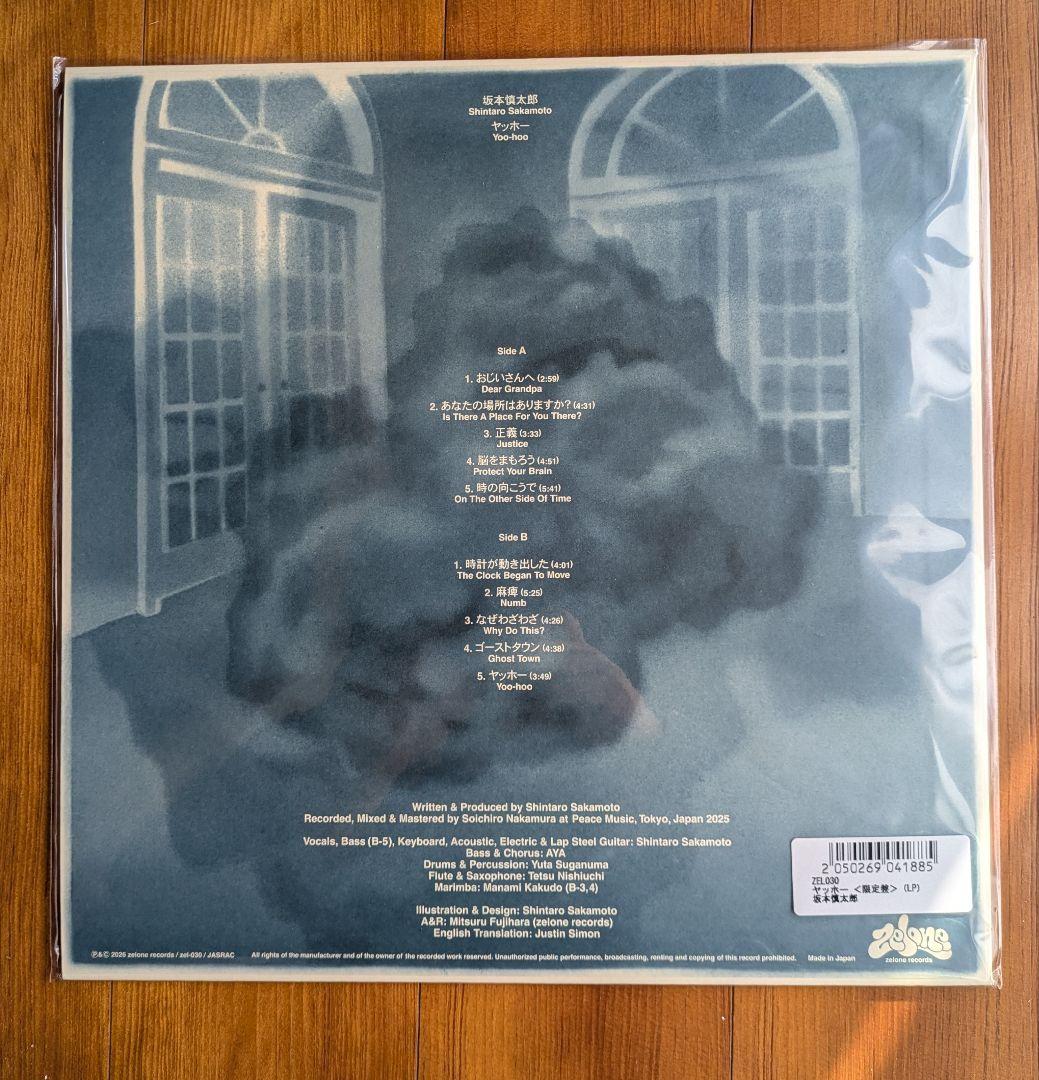 坂本慎太郎
Shintaro Sakamoto
ヤッホー
Yoo-hoo
Side A
1. おじいさんへ (2:59)
Dear Grandpa
2. あなたの場所はありますか? (4:31)
Is There A Place For You There?
3. 正義 (3:33)
Justice
4. 脳をまもろう (4:51)
Protect Your Brain
5. 時の向こうで (5:41)
On The Other Side Of Time
Side B
1. 時計が動き出した (4:01)
The Clock Began To Move
2. 麻痺 (5:25)
Numb
3. なぜわざわざ (4:26)
Why Do This?
4. ゴーストタウン (4:38)
Ghost Town
5. ヤッホー (3:49)
Yoo-hoo
Written & Produced by Shintaro Sakamoto
Recorded, Mixed & Mastered by Soichiro Nakamura at Peace Music, Tokyo, Japan 2025
Vocals, Bass (B-5), Keyboard, Acoustic, Electric & Lap Steel Guitar: Shintaro Sakamoto
Bass & Chorus: AYA
Drums & Percussion: Yuta Suganuma
Flute & Saxophone: Tetsu Nishiuchi
Marimba: Manami Kakudo (B-3,4)
Illustration & Design: Shintaro Sakamoto
A&R: Mitsuru Fujihara (zelone records)
English Translation: Justin Simon
2 050269 041885
ZEL030
ヤッホー <限定盤> (LP)
坂本慎太郎
zelone
zelone records
℗&© 2026 zelone records / zel-030 / JASRAC All rights of the manufacturer and of the owner of the recorded work reserved. Unauthorized public performance, broadcasting, renting and copying of this record prohibited. Made in Japan